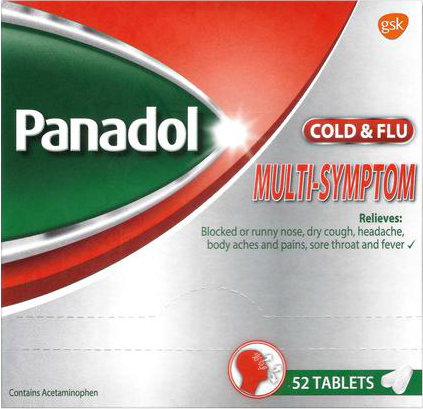 gsk
Panadol
COLD & FLU
MULTI-SYMPTOM
Relieves:
Blocked or runny nose, dry cough, headache,
body aches and pains, sore throat and fever ✓
52 TABLETS
Contains Acetaminophen